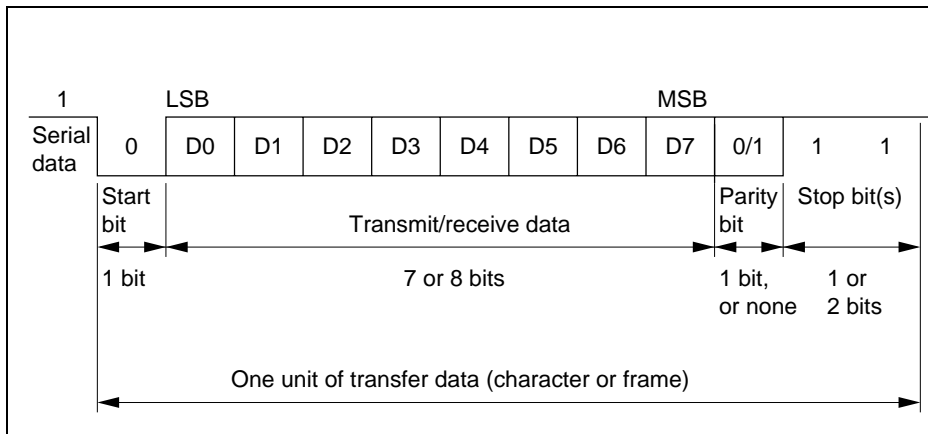 1 LSB MSB
Serial
data
0 D0 D1 D2 D3 D4 D5 D6 D7 0/1 1 1
Start
bit
Transmit/receive data
Parity
bit
Stop bit(s)
1 bit
7 or 8 bits
1 bit,
or none
1 or
2 bits
One unit of transfer data (character or frame)